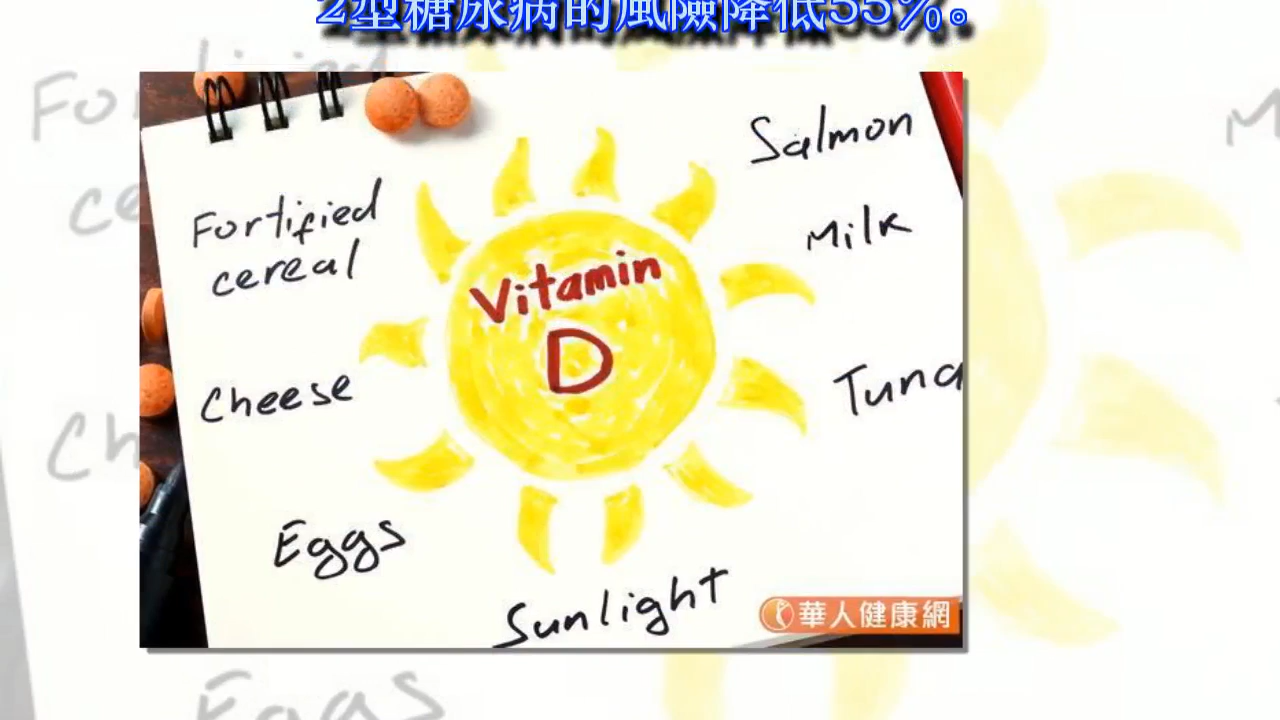 2型糖尿病的風險降低55%。
Salmon
Fortified
cereal
Milk
Vitamin
D
Cheese
Tuna
Eggs
Sunlight
華人健康網